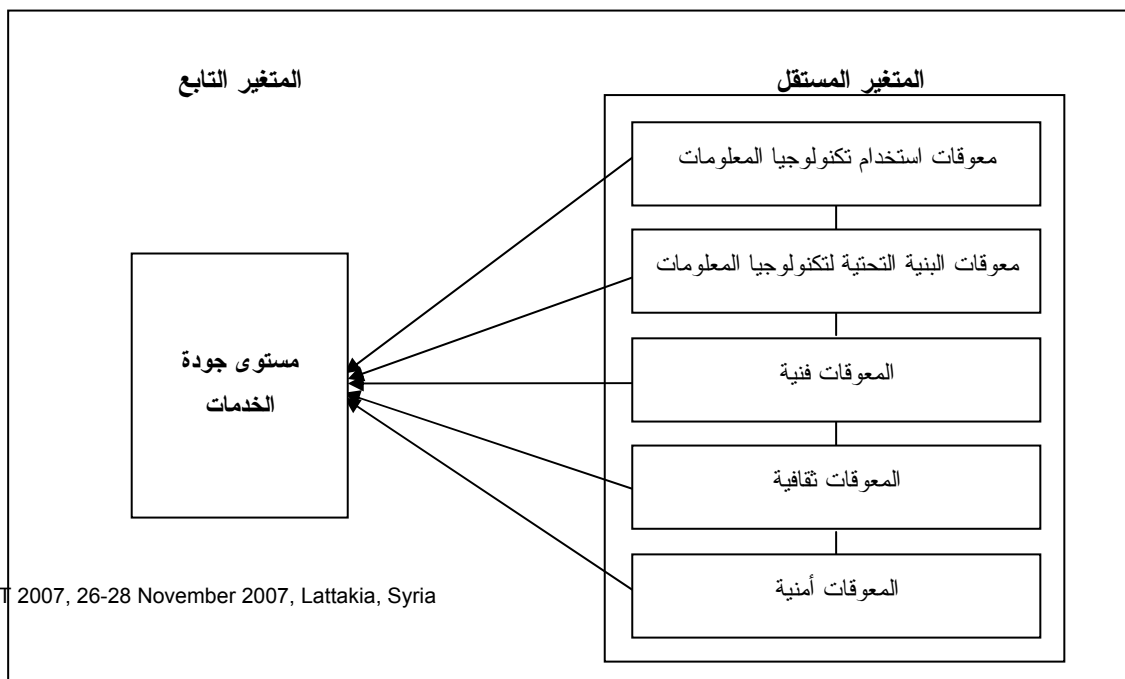 المتغير المستقل
المتغير التابع
معوقات استخدام تكنولوجيا المعلومات
معوقات البنية التحتية لتكنولوجيا المعلومات
المعوقات فنية
المعوقات ثقافية
المعوقات أمنية
مستوى جودة
الخدمات
T 2007, 26-28 November 2007, Lattakia, Syria